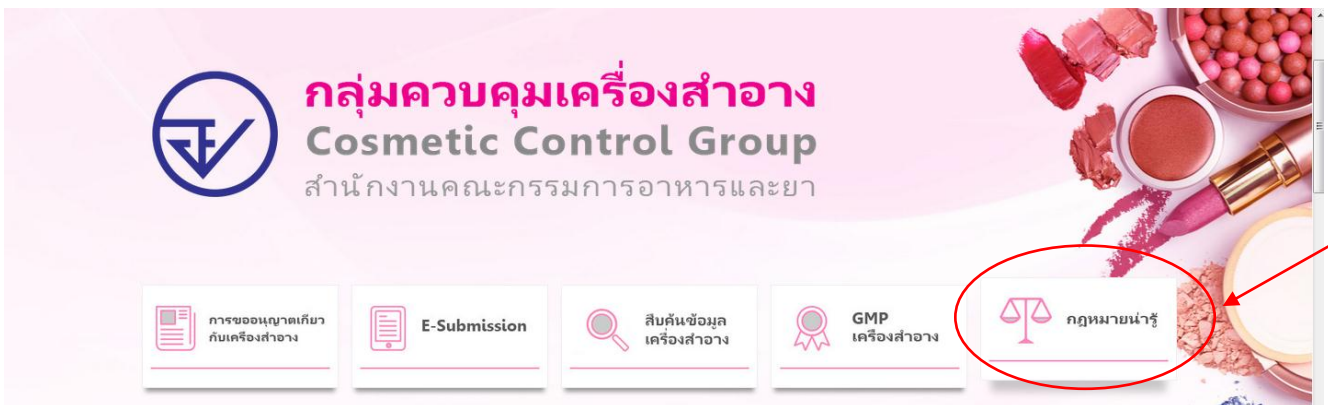 กลุ่มควบคุมเครื่องสำอาง
Cosmetic Control Group
สำนักงานคณะกรรมการอาหารและยา
การขออนุญาตเกี่ยว
กับเครื่องสำอาง
E-Submission
สืบค้นข้อมูล
เครื่องสำอาง
GMP
เครื่องสำอาง
กฎหมายน่ารู้